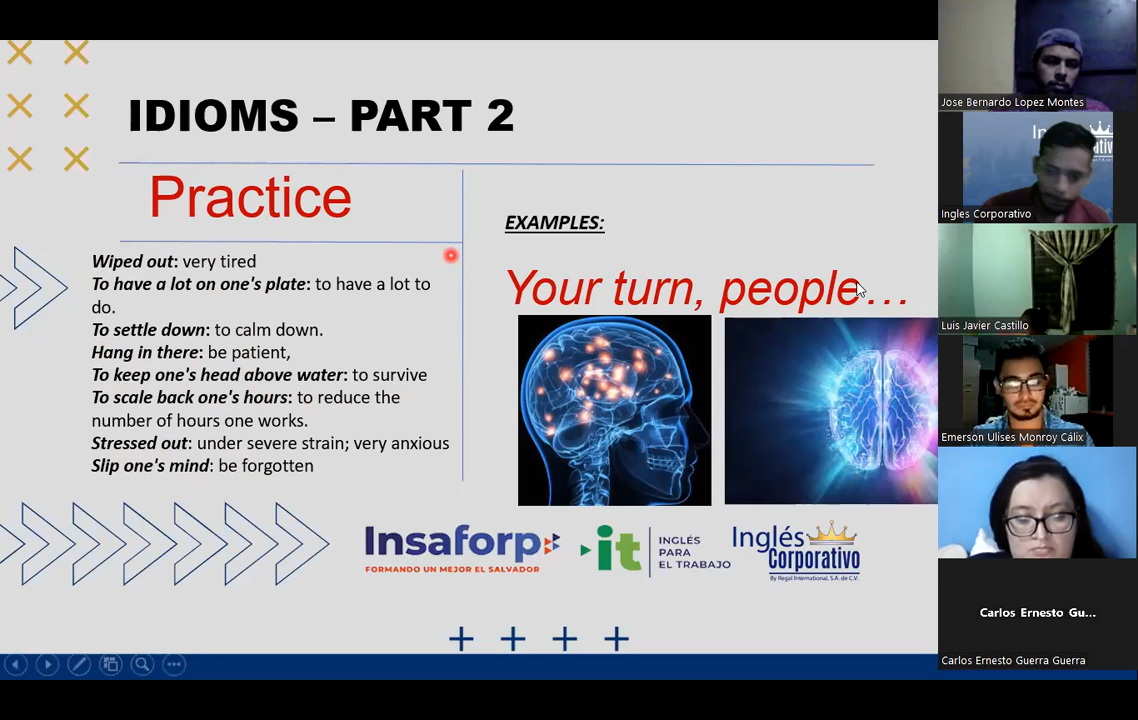 IDIOMS – PART 2
Practice
Wiped out: very tired
To have a lot on one's plate: to have a lot to
do.
To settle down: to calm down.
Hang in there: be patient,
To keep one's head above water: to survive
To scale back one's hours: to reduce the
number of hours one works.
Stressed out: under severe strain; very anxious
Slip one's mind: be forgotten
EXAMPLES:
Your turn, people…
Insaforp
FORMANDO UN MEJOR EL SALVADOR
it
INGLÉS
PARA
EL TRABAJO
Inglés
Corporativo
By Regal International, S.A. de C.V.
Jose Bernardo Lopez Montes
Ingles Corporativo
Luis Javier Castillo
Emerson Ulises Monroy Cálix
Carlos Ernesto Gu...
Carlos Ernesto Guerra Guerra